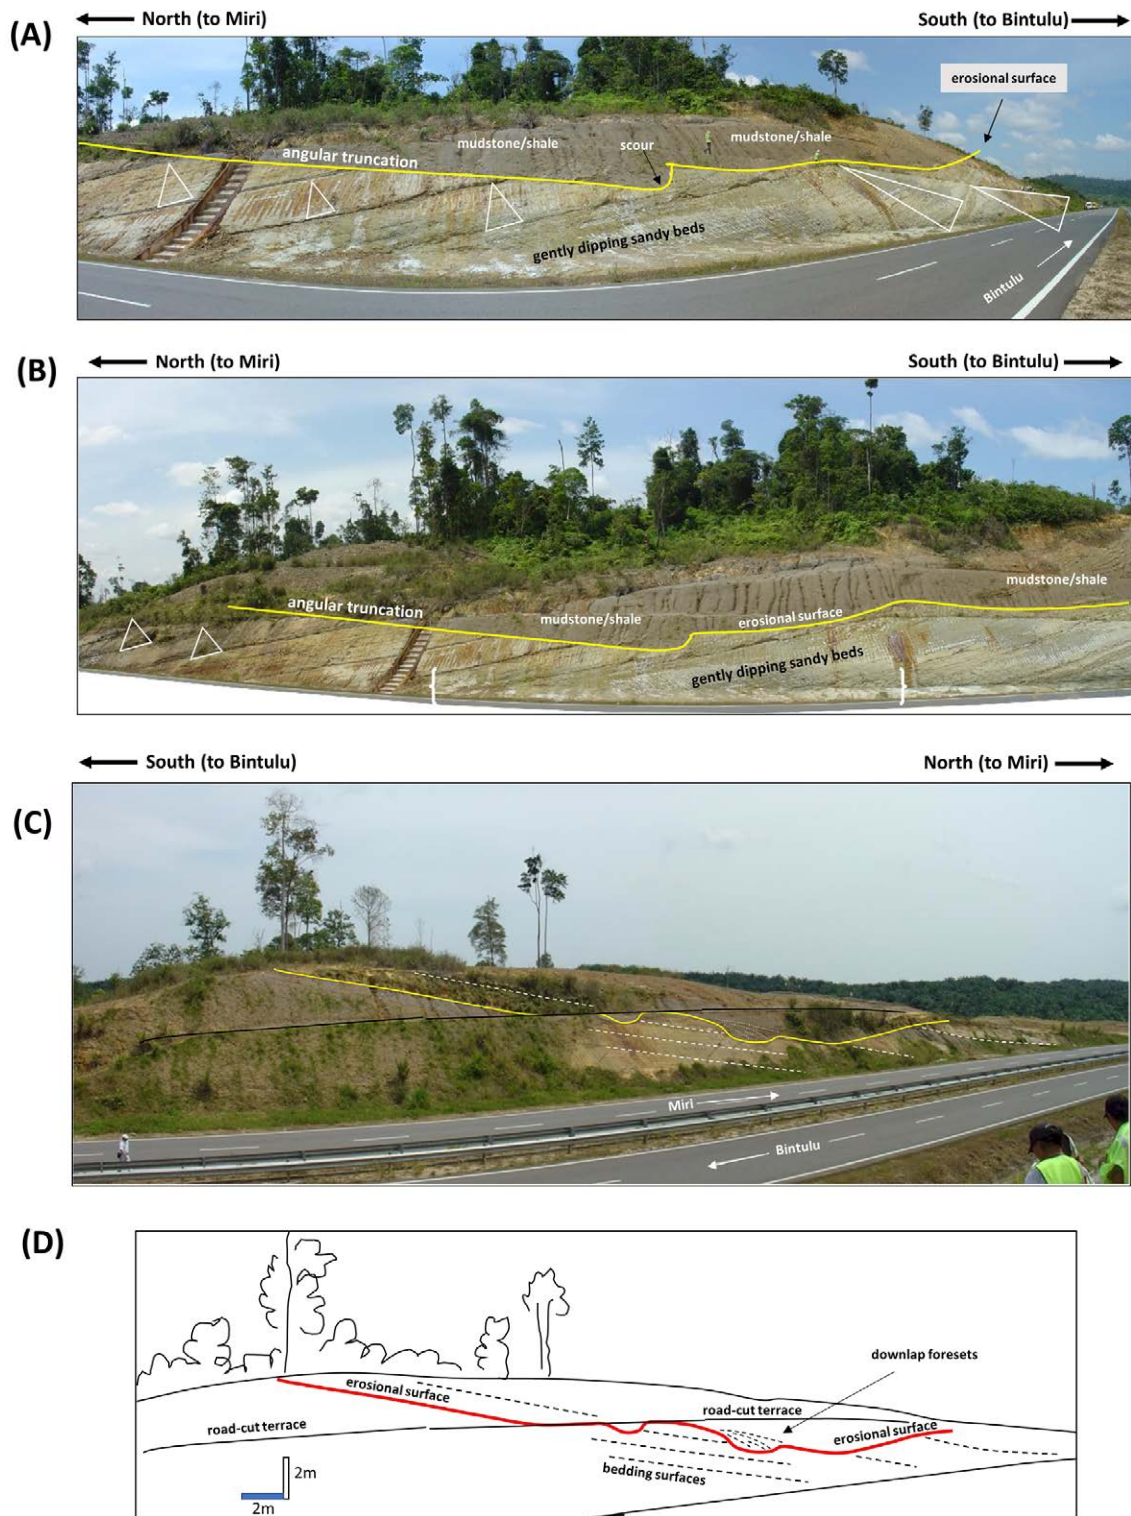 (A)
North (to Miri)
South (to Bintulu)
erosional surface
mudstone/shale
mudstone/shale
scour
angular truncation
gently dipping sandy beds
Bintulu
(B)
North (to Miri)
South (to Bintulu)
mudstone/shale
angular truncation
mudstone/shale
erosional surface
gently dipping sandy beds
(C)
South (to Bintulu)
North (to Miri)
Miri
Bintulu
(D)
downlap foresets
erosional surface
road-cut terrace
road-cut terrace
erosional surface
bedding surfaces
2m
2m